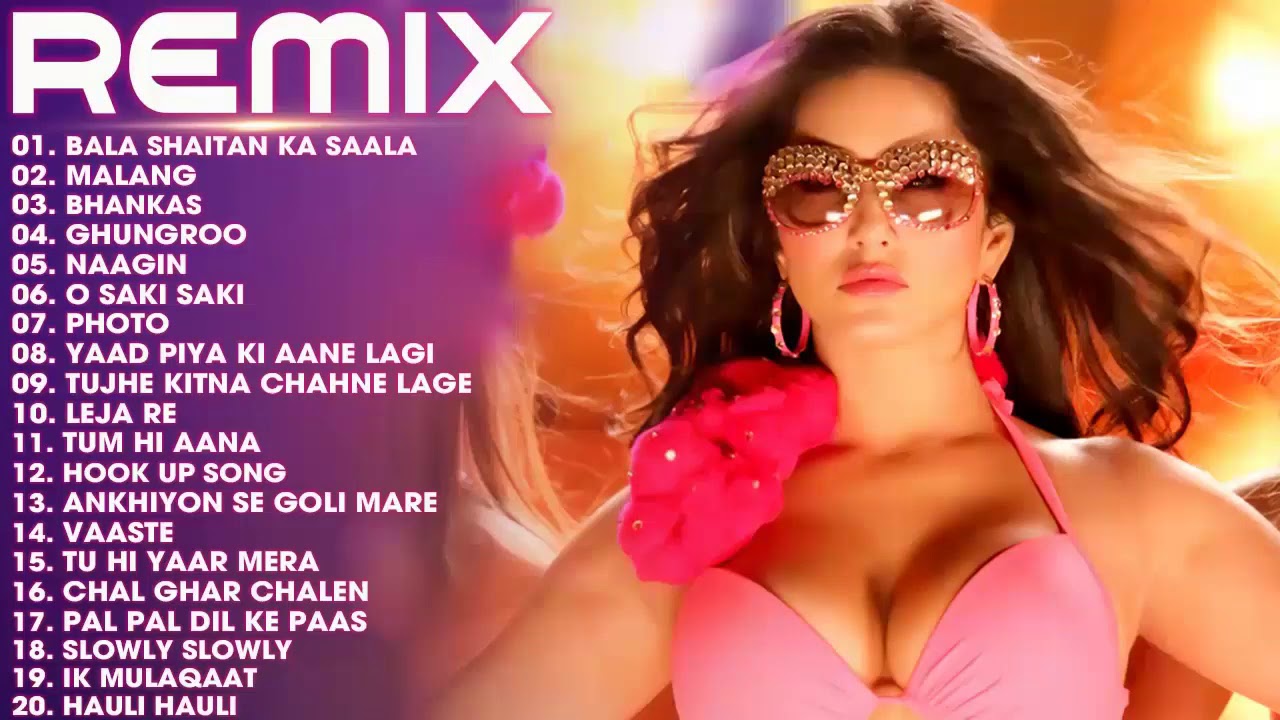 REMIX
01. BALA SHAITAN KA SAALA
02. MALANG
03. BHANKAS
04. GHUNGROO
05. NAAGIN
06. O SAKI SAKI
07. PHOTO
08. YAAD PIYA KI AANE LAGI
09. TUJHE KITNA CHAHNE LAGE
10. LEJA RE
11. TUM HI AANA
12. HOOK UP SONG
13. ANKHIYON SE GOLI MARE
14. VAASTE
15. TU HI YAAR MERA
16. CHAL GHAR CHALEN
17. PAL PAL DIL KE PAAS
18. SLOWLY SLOWLY
19. IK MULAQAAT
20. HAULI HAULI